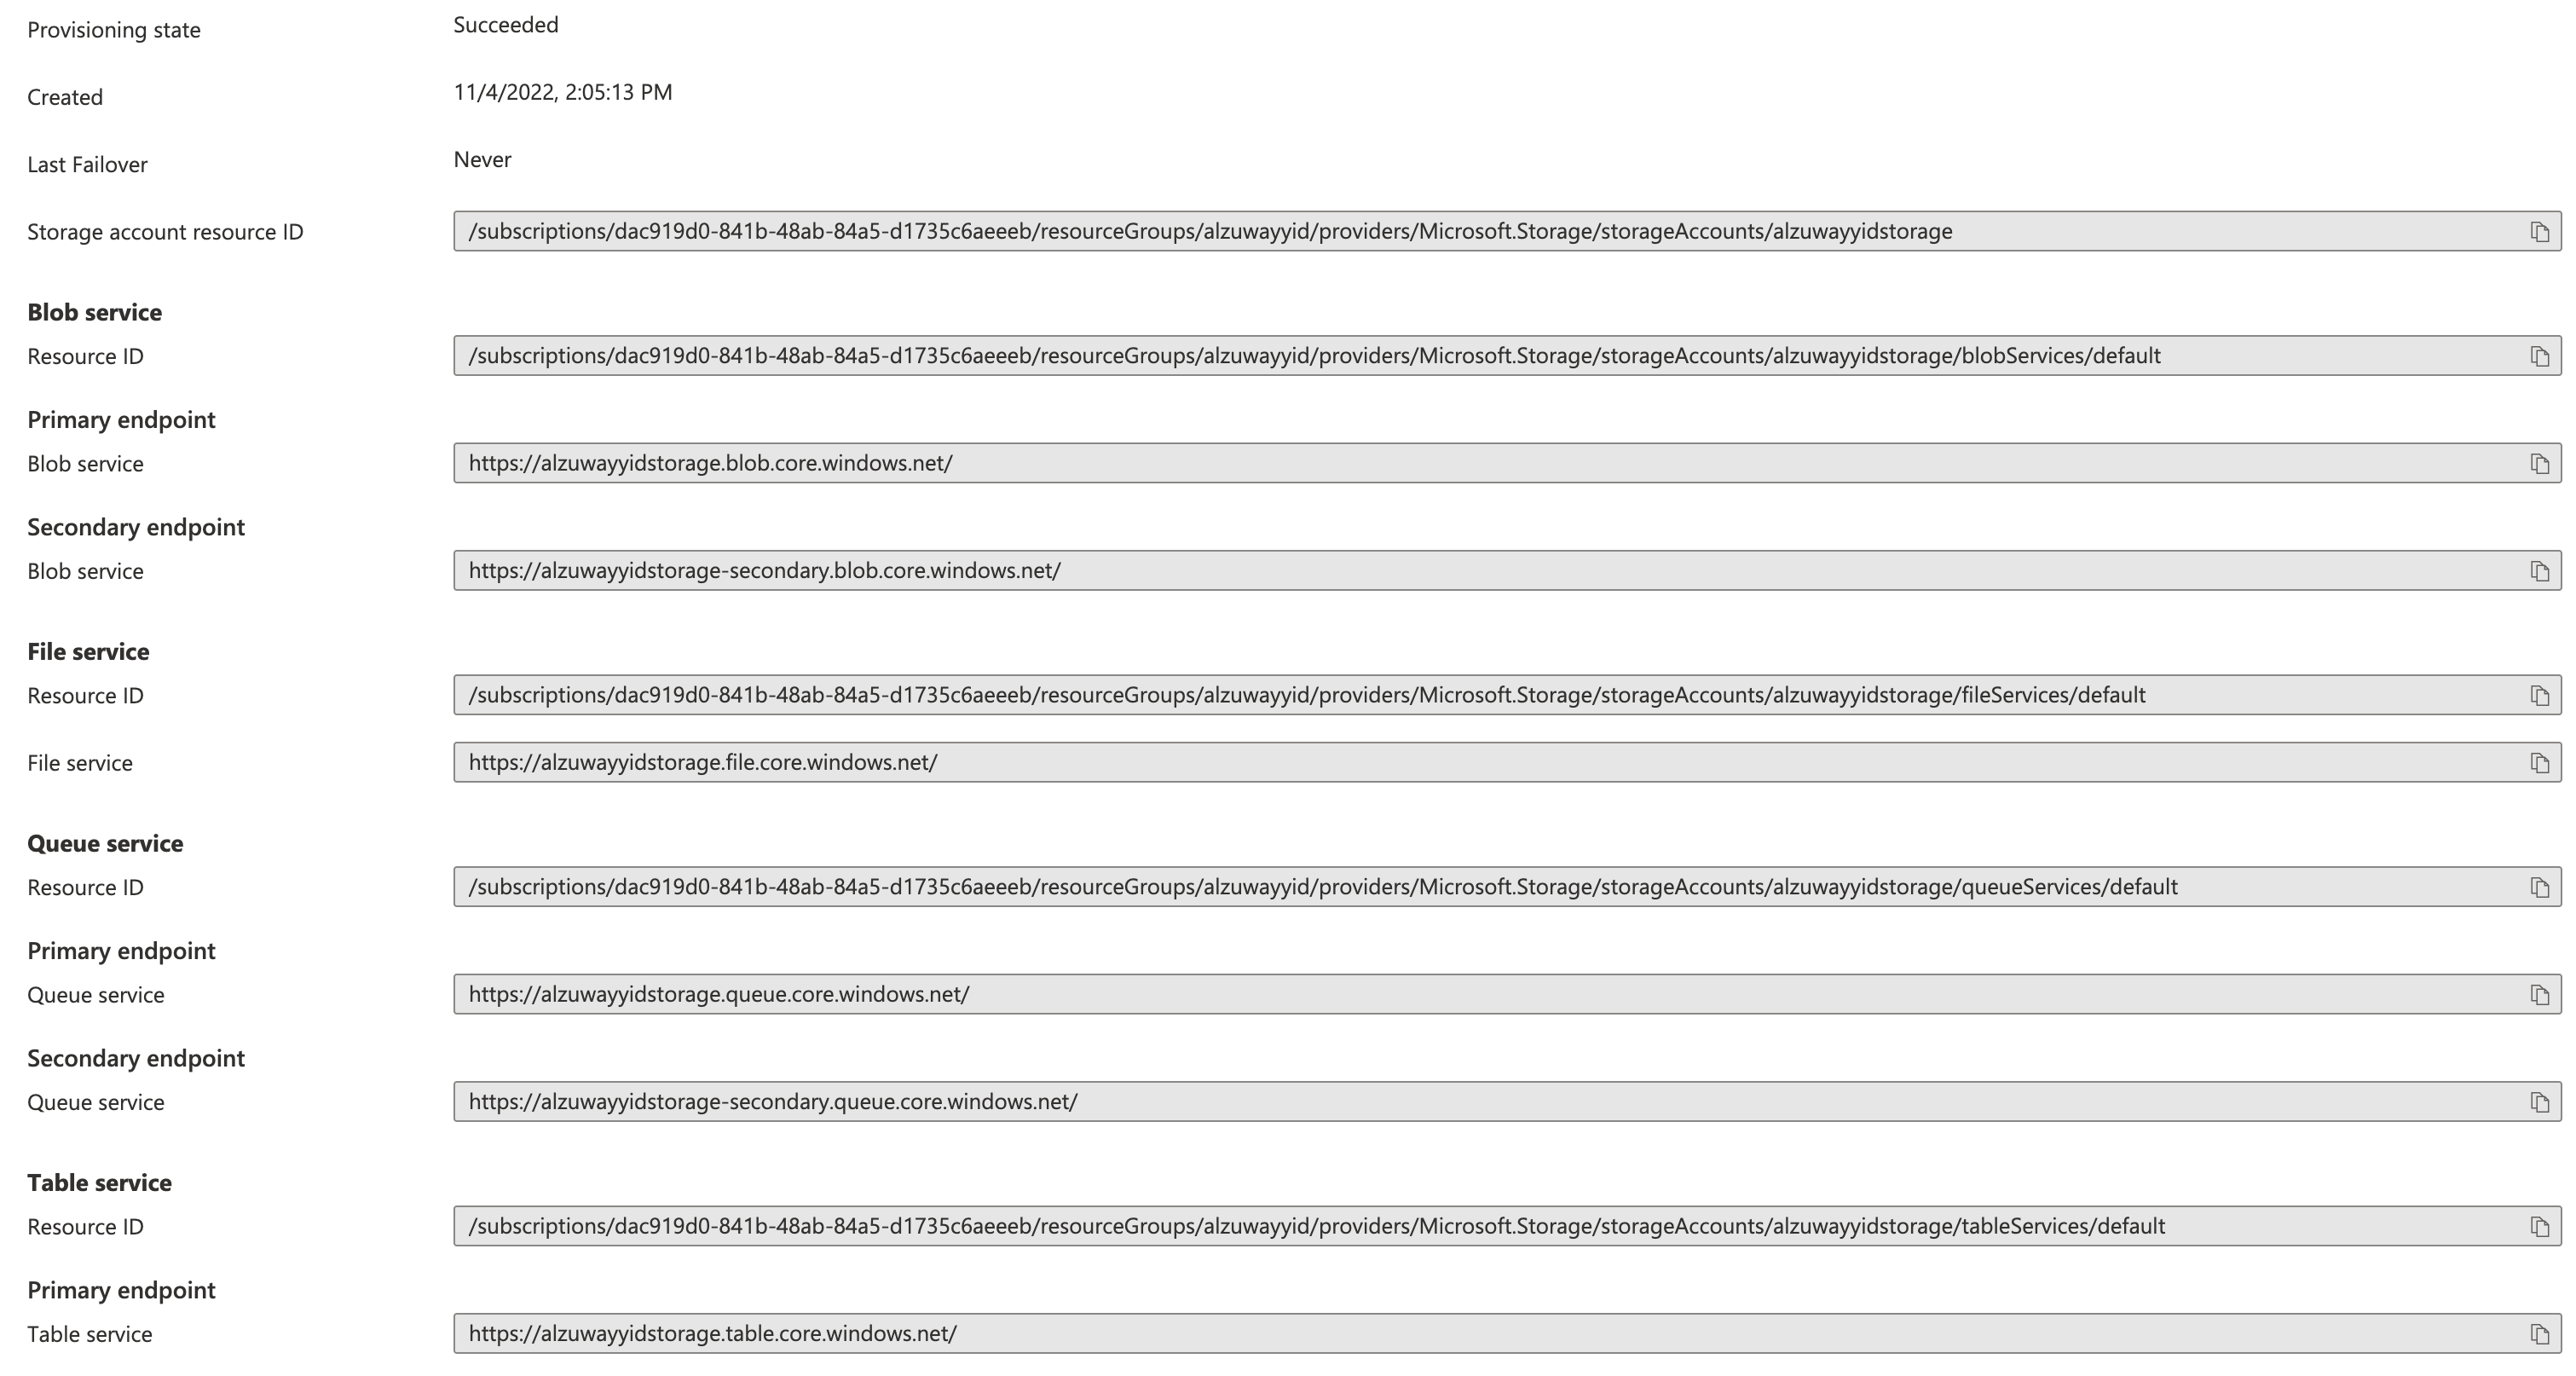 Provisioning state
Succeeded
Created
11/4/2022, 2:05:13 PM
Last Failover
Never
Storage account resource ID
/subscriptions/dac919d0-841b-48ab-84a5-d1735c6aeeeb/resourceGroups/alzuwayyid/providers/Microsoft.Storage/storageAccounts/alzuwayyidstorage
Blob service
Resource ID
/subscriptions/dac919d0-841b-48ab-84a5-d1735c6aeeeb/resourceGroups/alzuwayyid/providers/Microsoft.Storage/storageAccounts/alzuwayyidstorage/blobServices/default
Primary endpoint
Blob service
https://alzuwayyidstorage.blob.core.windows.net/
Secondary endpoint
Blob service
https://alzuwayyidstorage-secondary.blob.core.windows.net/
File service
Resource ID
/subscriptions/dac919d0-841b-48ab-84a5-d1735c6aeeeb/resourceGroups/alzuwayyid/providers/Microsoft.Storage/storageAccounts/alzuwayyidstorage/fileServices/default
File service
https://alzuwayyidstorage.file.core.windows.net/
Queue service
Resource ID
/subscriptions/dac919d0-841b-48ab-84a5-d1735c6aeeeb/resourceGroups/alzuwayyid/providers/Microsoft.Storage/storageAccounts/alzuwayyidstorage/queueServices/default
Primary endpoint
Queue service
https://alzuwayyidstorage.queue.core.windows.net/
Secondary endpoint
Queue service
https://alzuwayyidstorage-secondary.queue.core.windows.net/
Table service
Resource ID
/subscriptions/dac919d0-841b-48ab-84a5-d1735c6aeeeb/resourceGroups/alzuwayyid/providers/Microsoft.Storage/storageAccounts/alzuwayyidstorage/tableServices/default
Primary endpoint
Table service
https://alzuwayyidstorage.table.core.windows.net/